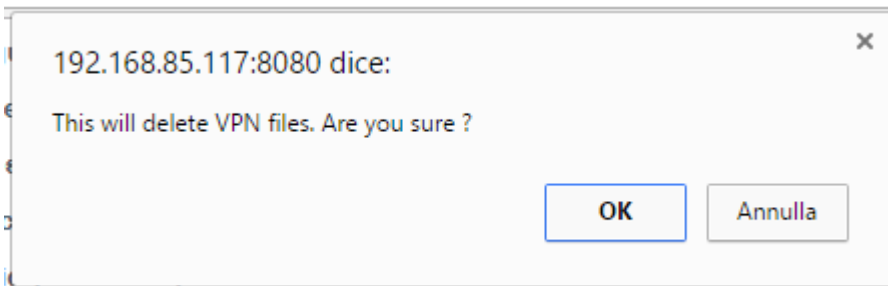 192.168.85.117:8080 dice:
This will delete VPN files. Are you sure ?
OK
Annulla